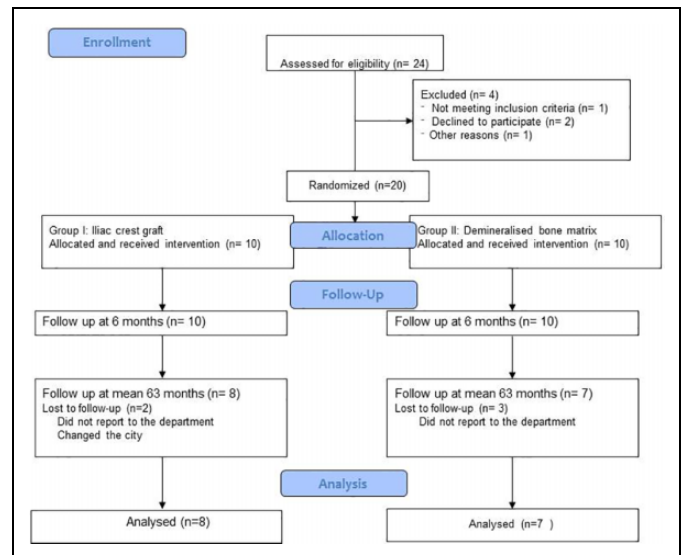 Enrollment
Assessed for eligibility (n= 24)
Excluded (n= 4)
- Not meeting inclusion criteria (n= 1)
- Declined to participate (n= 2)
- Other reasons (n= 1)
Randomized (n=20)
Group I: Iliac crest graft
Allocated and received intervention (n= 10)
Allocation
Group II: Demineralised bone matrix
Allocated and received intervention (n= 10)
Follow-Up
Follow up at 6 months (n= 10)
Follow up at 6 months (n= 10)
Follow up at mean 63 months (n= 8)
Lost to follow-up (n=2)
Did not report to the department
Changed the city
Follow up at mean 63 months (n= 7)
Lost to follow-up (n= 3)
Did not report to the department
Analysis
Analysed (n=8)
Analysed (n=7 )